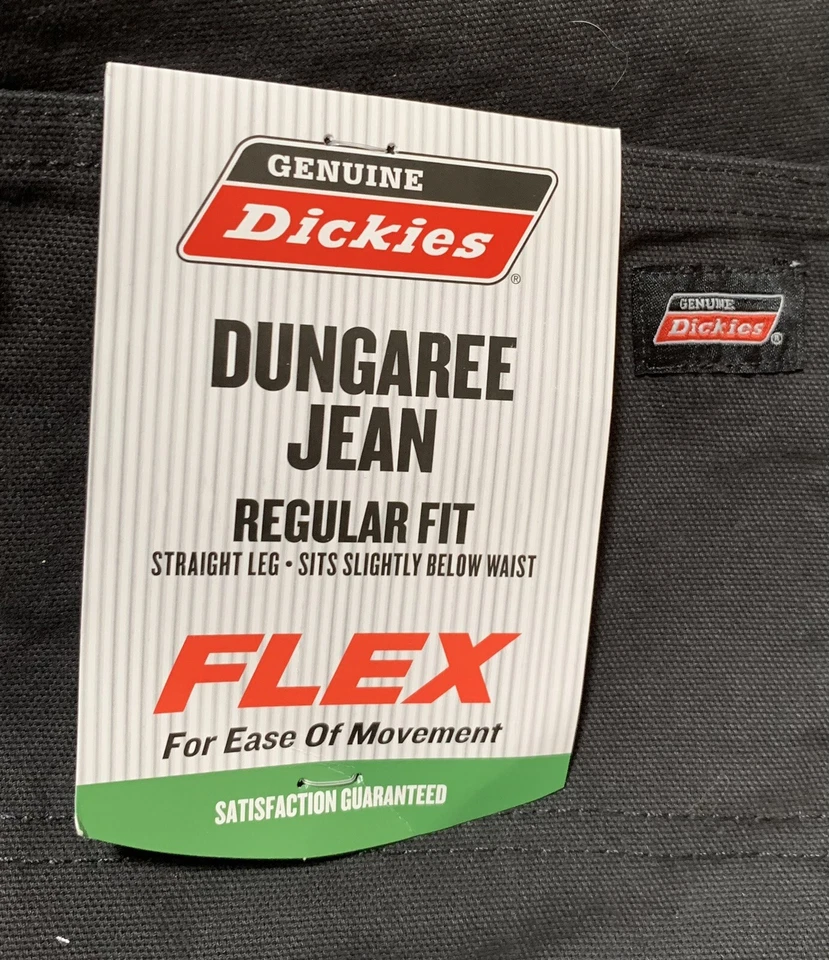 GENUINE
Dickies®
DUNGAREE
JEAN
REGULAR FIT
STRAIGHT LEG • SITS SLIGHTLY BELOW WAIST
FLEX
For Ease Of Movement
SATISFACTION GUARANTEED
GENUINE
Dickies®